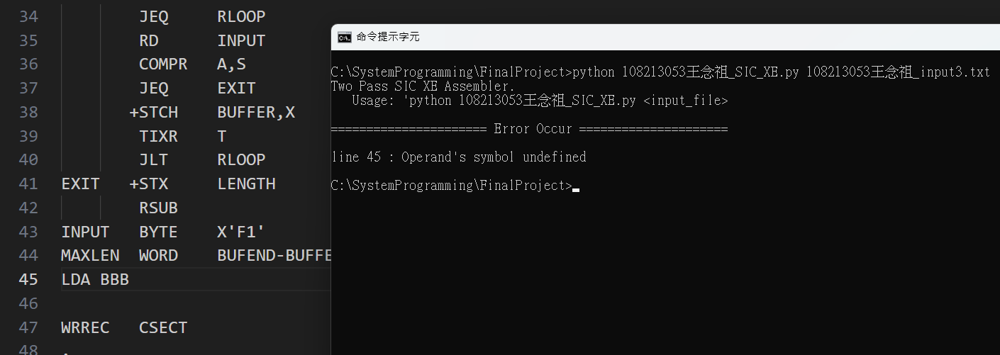 34 JEQ RLOOP
35 RD INPUT
36 COMPR A,S
37 JEQ EXIT
38 +STCH BUFFER,X
39 TIXR T
40 JLT RLOOP
41 EXIT +STX LENGTH
42 RSUB
43 INPUT BYTE X'F1'
44 MAXLEN WORD BUFEND-BUFFE
45 LDA BBB
46
47 WRREC CSECT
48 .
命令提示字元
C:\SystemProgramming\FinalProject>python 108213053王念祖_SIC_XE.py 108213053王念祖_input3.txt
Two Pass SIC XE Assembler.
Usage: 'python 108213053王念祖_SIC_XE.py <input_file>
====================== Error Occur =====================
line 45 : Operand's symbol undefined
C:\SystemProgramming\FinalProject>